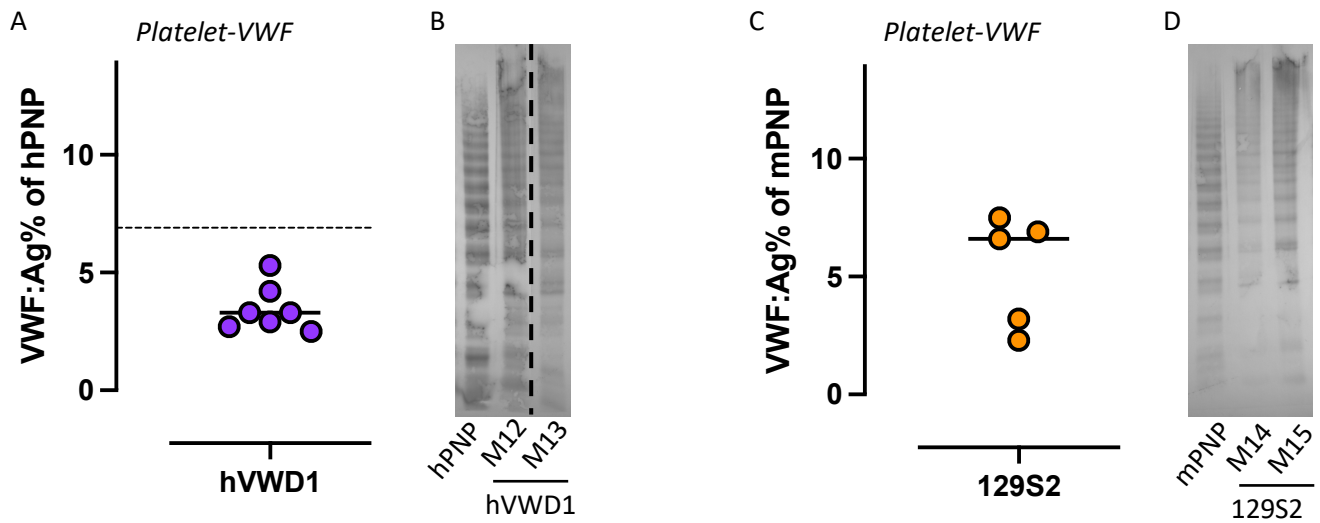 A
Platelet-VWF
VWF:Ag% of hPNP
10
5
0
hVWD1
B
hPNP
M12
M13
hVWD1
C
Platelet-VWF
VWF:Ag% of mPNP
10
5
0
129S2
D
mPNP
M14
M15
129S2